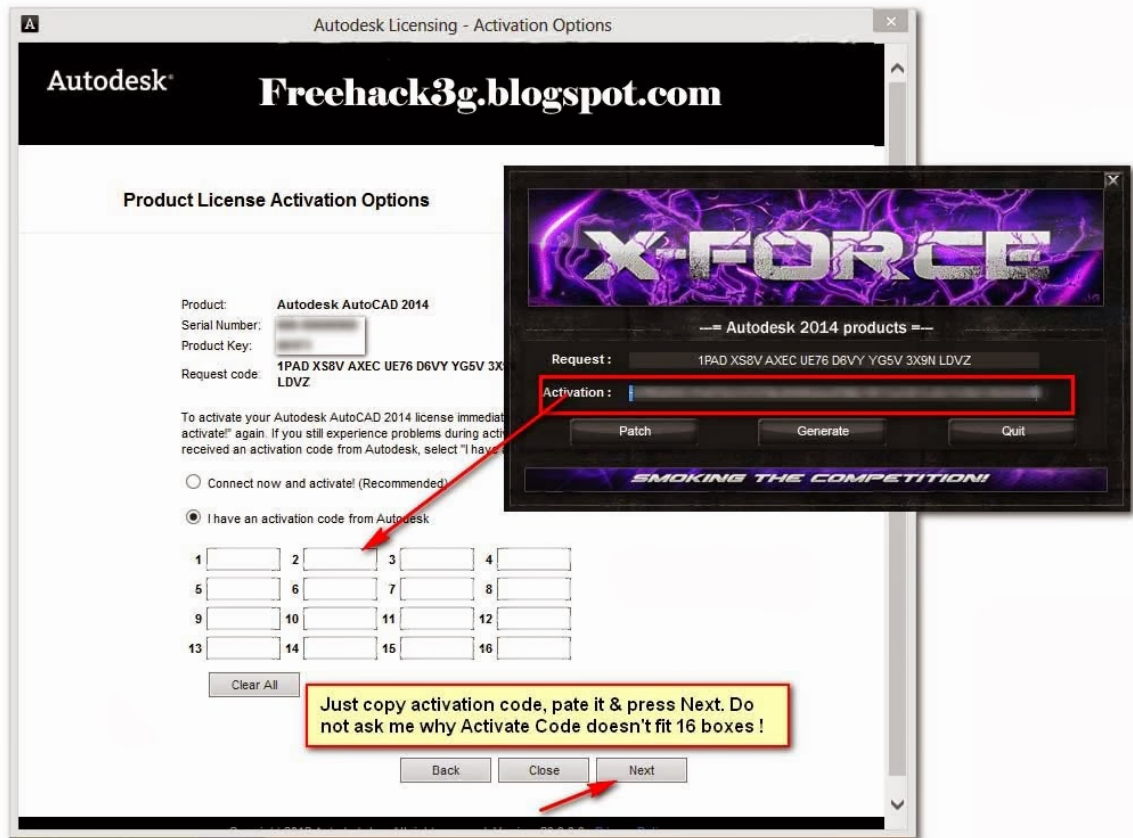 Autodesk Licensing - Activation Options
Autodesk
Freehack3g.blogspot.com
Product License Activation Options
Product: Autodesk AutoCAD 2014
Serial Number:
Product Key:
Request code: 1PAD XS8V AXEC UE76 D6VY YG5V
LDVZ
To activate your Autodesk AutoCAD 2014 license
activate!" again. If you still experience problems during
received an activation code from Autodesk, select "I have
Connect now and activate! (Recommended)
I have an activation code from Autodesk
1 2 3 4
5 6 7 8
9 10 11 12
13 14 15 16
Clear All
Just copy activation code, pate it & press Next. Do
not ask me why Activate Code doesn't fit 16 boxes !
Back Close Next
X-FORCE
---= Autodesk 2014 products =---
Request : 1PAD XS8V AXEC UE76 D6VY YG5V 3X9N LDVZ
Activation :
Patch Generate Quit
SMOKING THE COMPETITION!